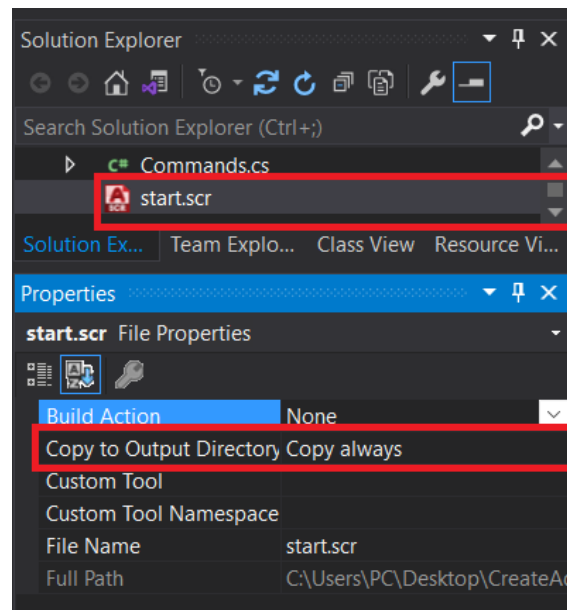 Solution Explorer
Search Solution Explorer (Ctrl+;)
C# Commands.cs
start.scr
Solution Ex... Team Explo... Class View Resource Vi...
Properties
start.scr File Properties
Build Action None
Copy to Output Directory Copy always
Custom Tool
Custom Tool Namespace
File Name start.scr
Full Path C:\Users\PC\Desktop\CreateAc